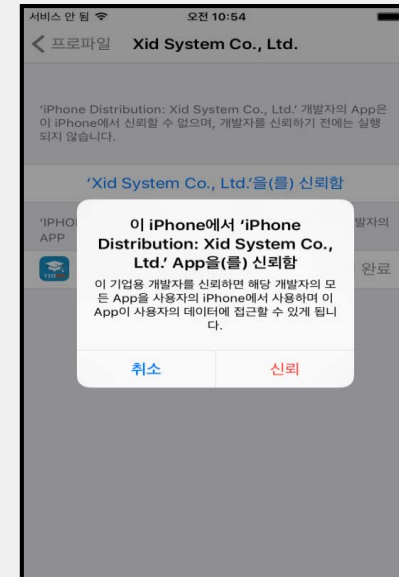 서비스 안 됨 오전 10:54
프로파일 Xid System Co., Ltd.
‘iPhone Distribution: Xid System Co., Ltd.’ 개발자의 App은
이 iPhone에서 신뢰할 수 없으며, 개발자를 신뢰하기 전에는 실행
되지 않습니다.
‘Xid System Co., Ltd.’을(를) 신뢰함
‘IPHO 발자의
APP
완료
이 iPhone에서 ‘iPhone
Distribution: Xid System Co.,
Ltd.’ App을(를) 신뢰함
이 기업용 개발자를 신뢰하면 해당 개발자의 모
든 App을 사용자의 iPhone에서 사용하며 이
App이 사용자의 데이터에 접근할 수 있게 됩니
다.
취소 신뢰